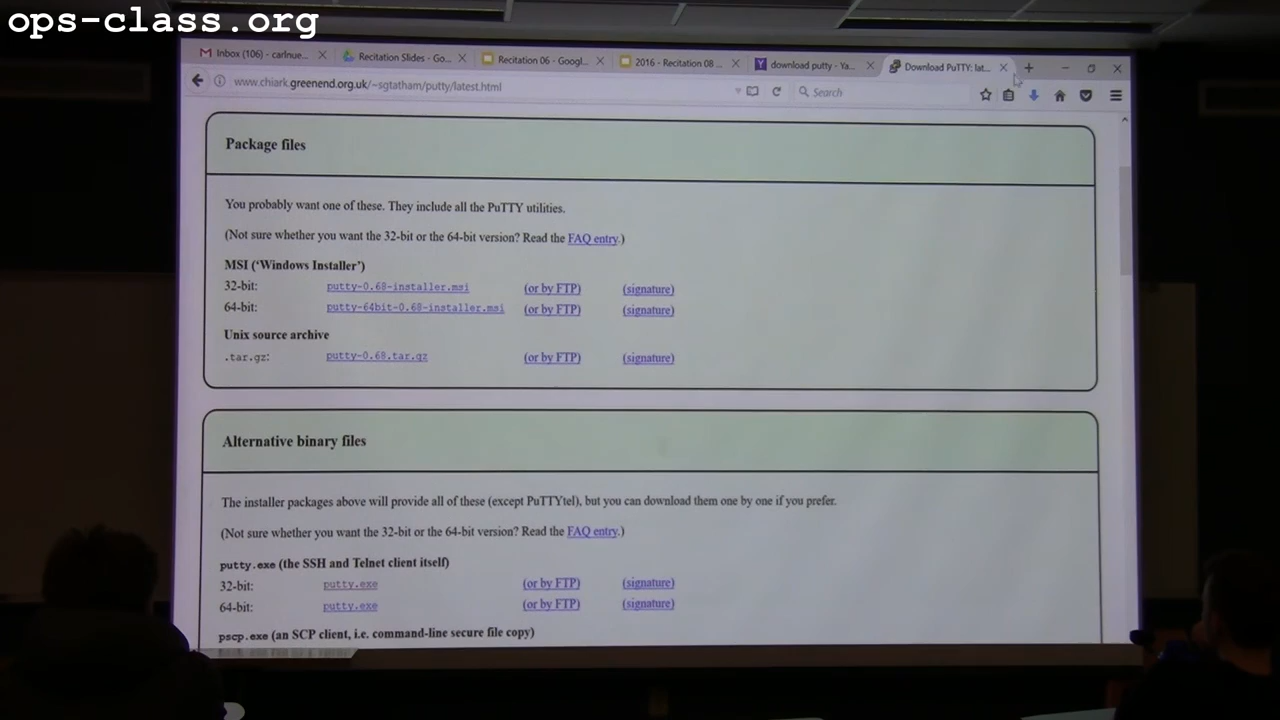 ops-class.org
Inbox (106) - carlnue...
Recitation Slides - Go...
Recitation 06 - Googl...
2016 - Recitation 08 ...
download putty - Ya...
Download PuTTY: lat...
www.chiark.greenend.org.uk/~sgtatham/putty/latest.html
Search
Package files
You probably want one of these. They include all the PuTTY utilities.
(Not sure whether you want the 32-bit or the 64-bit version? Read the FAQ entry.)
MSI (‘Windows Installer’)
32-bit: putty-0.68-installer.msi (or by FTP) (signature)
64-bit: putty-64bit-0.68-installer.msi (or by FTP) (signature)
Unix source archive
.tar.gz: putty-0.68.tar.gz (or by FTP) (signature)
Alternative binary files
The installer packages above will provide all of these (except PuTTYtel), but you can download them one by one if you prefer.
(Not sure whether you want the 32-bit or the 64-bit version? Read the FAQ entry.)
putty.exe (the SSH and Telnet client itself)
32-bit: putty.exe (or by FTP) (signature)
64-bit: putty.exe (or by FTP) (signature)
pscp.exe (an SCP client, i.e. command-line secure file copy)